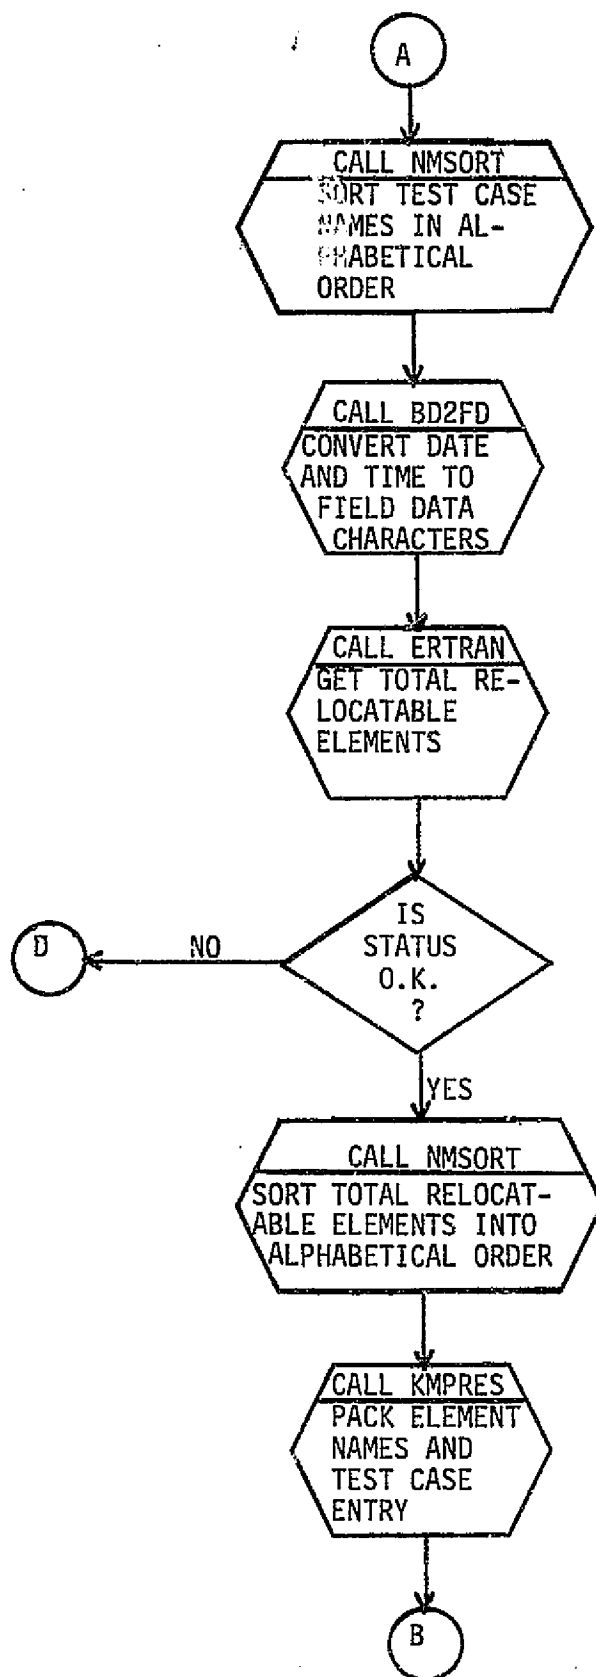 A
CALL NMSORT
SORT TEST CASE
NAMES IN AL-
PHABETICAL
ORDER
CALL BD2FD
CONVERT DATE
AND TIME TO
FIELD DATA
CHARACTERS
CALL ERTRAN
GET TOTAL RE-
LOCATABLE
ELEMENTS
IS
STATUS
O.K.
?
D
NO
YES
CALL NMSORT
SORT TOTAL RELOCAT-
ABLE ELEMENTS INTO
ALPHABETICAL ORDER
CALL KMPRES
PACK ELEMENT
NAMES AND
TEST CASE
ENTRY
B